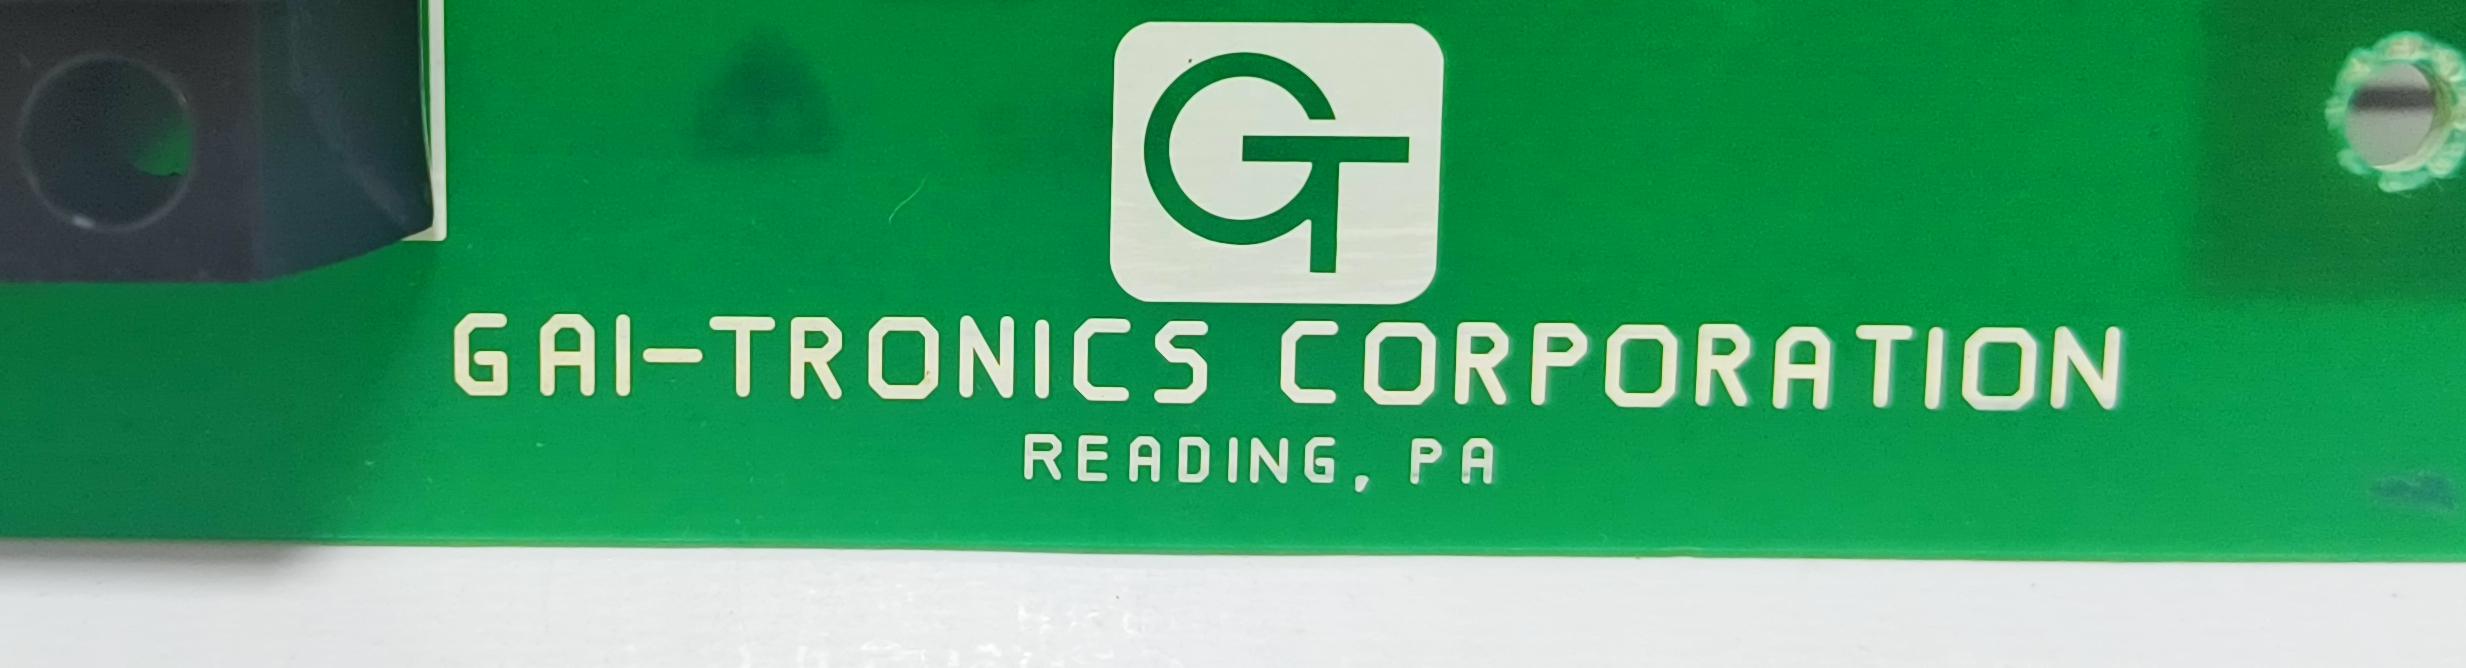 GT
GAI-TRONICS CORPORATION
READING, PA